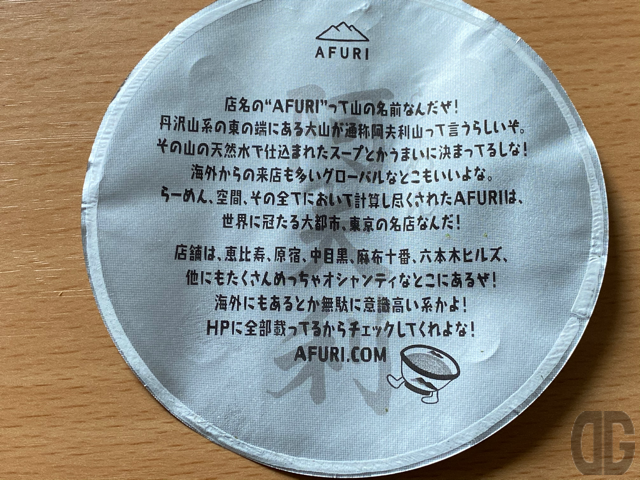 AFURI
店名の“AFURI”って山の名前なんだぜ!
丹沢山系の東の端にある大山が通称阿夫利山って言うらしいぞ。
その山の天然水で仕込まれたスープとかうまいに決まってるしな!
海外からの来店も多いグローバルなとこもいいよな。
らーめん、空間、その全てにおいて計算し尽くされたAFURIは、
世界に冠たる大都市、東京の名店なんだ!
店舗は、恵比寿、原宿、中目黒、麻布十番、六本木ヒルズ、
他にもたくさんめっちゃオシャンティなとこにあるぜ!
海外にもあるとか無駄に意識高い系かよ!
HPに全部載ってるからチェックしてくれよな!
AFURI.COM
阿夫利
DG